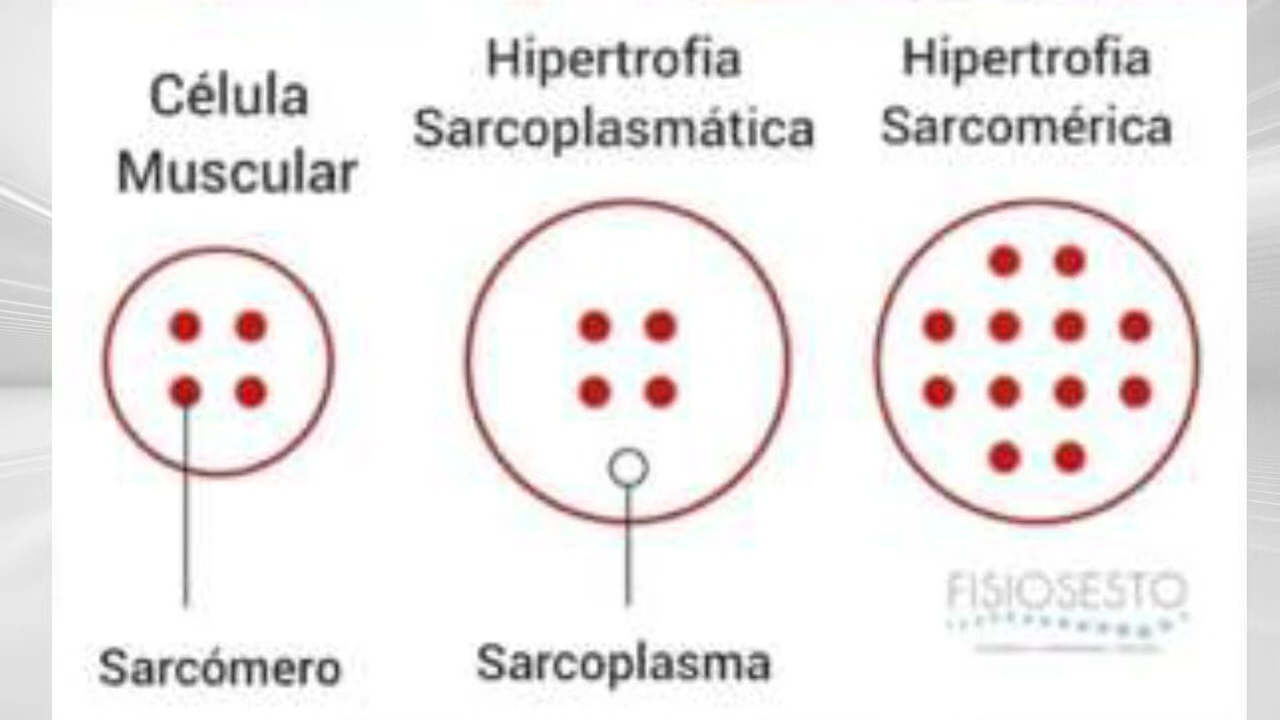 Célula
Muscular
Hipertrofia
Sarcoplasmática
Hipertrofia
Sarcomérica
Sarcómero
Sarcoplasma
FISIOSESTO